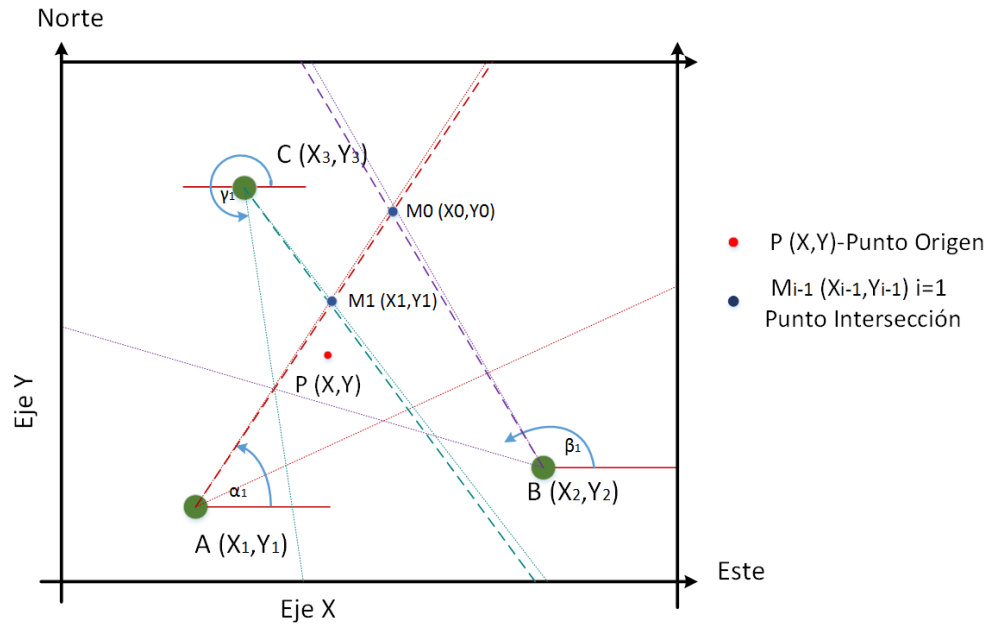 Norte
C (X3,Y3)
γ1
M0 (X0,Y0)
P (X,Y)-Punto Origen
Mi-1 (Xi-1,Yi-1) i=1
Punto Intersección
M1 (X1,Y1)
P (X,Y)
Eje Y
β1
α1
B (X2,Y2)
A (X1,Y1)
Este
Eje X